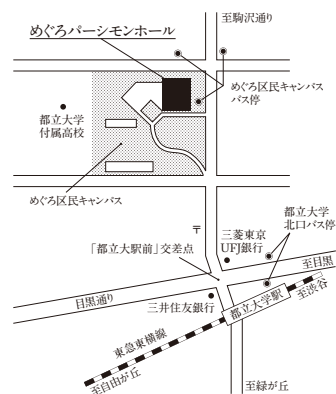 至駒沢通り
めぐろパーシモンホール
めぐろ区民キャンパス
バス停
都立大学
付属高校
めぐろ区民キャンパス
〒
三菱東京
UFJ銀行
都立大学
北口バス停
「都立大駅前」交差点
至目黒
目黒通り
三井住友銀行
都立大学駅
至渋谷
東急東横線
至自由が丘
至緑が丘